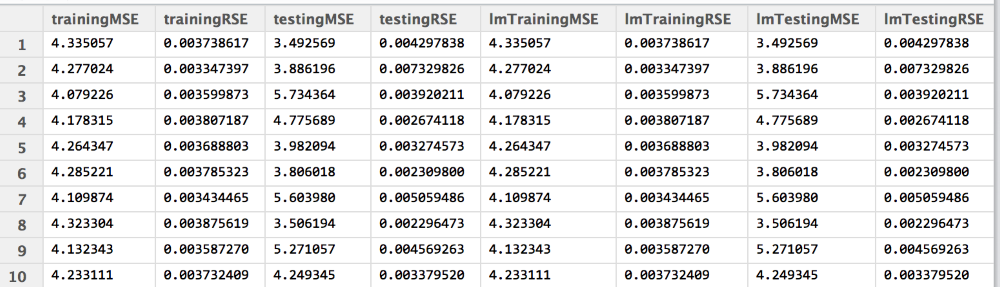 trainingMSE trainingRSE testingMSE testingRSE lmTrainingMSE lmTrainingRSE lmTestingMSE lmTestingRSE
1 4.335057 0.003738617 3.492569 0.004297838 4.335057 0.003738617 3.492569 0.004297838
2 4.277024 0.003347397 3.886196 0.007329826 4.277024 0.003347397 3.886196 0.007329826
3 4.079226 0.003599873 5.734364 0.003920211 4.079226 0.003599873 5.734364 0.003920211
4 4.178315 0.003807187 4.775689 0.002674118 4.178315 0.003807187 4.775689 0.002674118
5 4.264347 0.003688803 3.982094 0.003274573 4.264347 0.003688803 3.982094 0.003274573
6 4.285221 0.003785323 3.806018 0.002309800 4.285221 0.003785323 3.806018 0.002309800
7 4.109874 0.003434465 5.603980 0.005059486 4.109874 0.003434465 5.603980 0.005059486
8 4.323304 0.003875619 3.506194 0.002296473 4.323304 0.003875619 3.506194 0.002296473
9 4.132343 0.003587270 5.271057 0.004569263 4.132343 0.003587270 5.271057 0.004569263
10 4.233111 0.003732409 4.249345 0.003379520 4.233111 0.003732409 4.249345 0.003379520